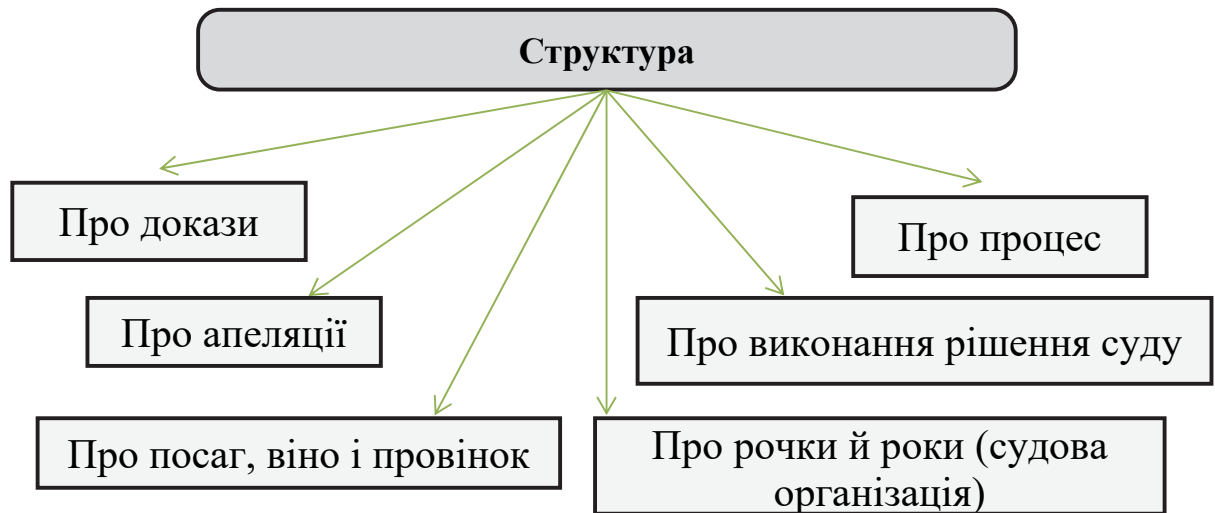 Структура
Про докази
Про процес
Про апеляції
Про виконання рішення суду
Про посаг, віно і провінок
Про рочки й роки (судова
організація)